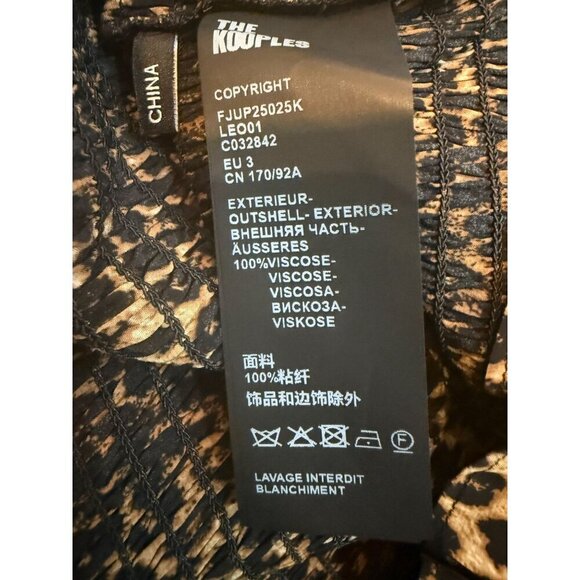 THE
KOOPLES
CHINA
COPYRIGHT
FJUP25025K
LEO01
C032842
EU 3
CN 170/92A
EXTERIEUR-
OUTSHELL- EXTERIOR-
ВНЕШНЯЯ ЧАСТЬ-
ÄUSSERES
100%VISCOSE-
VISCOSE-
VISCOSA-
ВИСКОЗА-
VISKOSE
面料
100%粘纤
饰品和边饰除外
F
LAVAGE INTERDIT
BLANCHIMENT